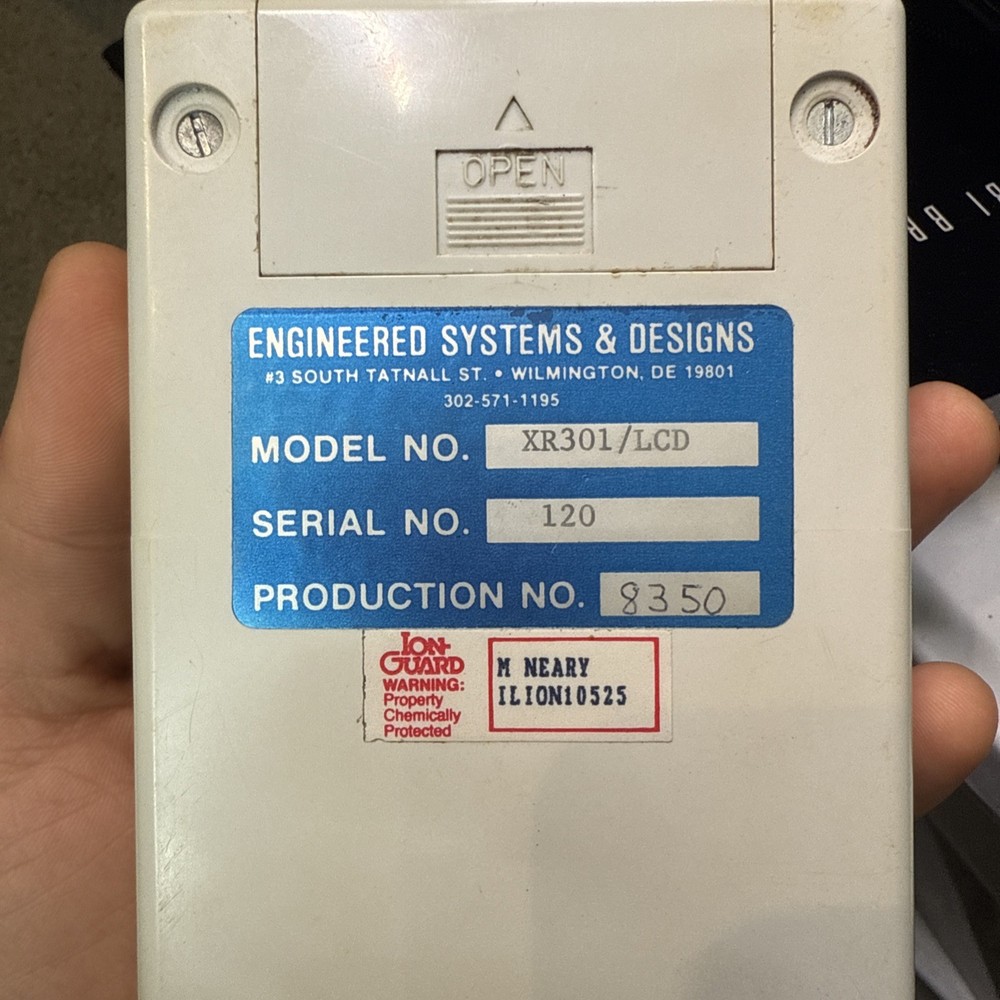 OPEN
ENGINEERED SYSTEMS & DESIGNS
#3 SOUTH TATNALL ST. • WILMINGTON, DE 19801
302-571-1195
MODEL NO. XR301/LCD
SERIAL NO. 120
PRODUCTION NO. 8350
ION-GUARD
WARNING:
Property
Chemically
Protected
M NEARY
ILION10525